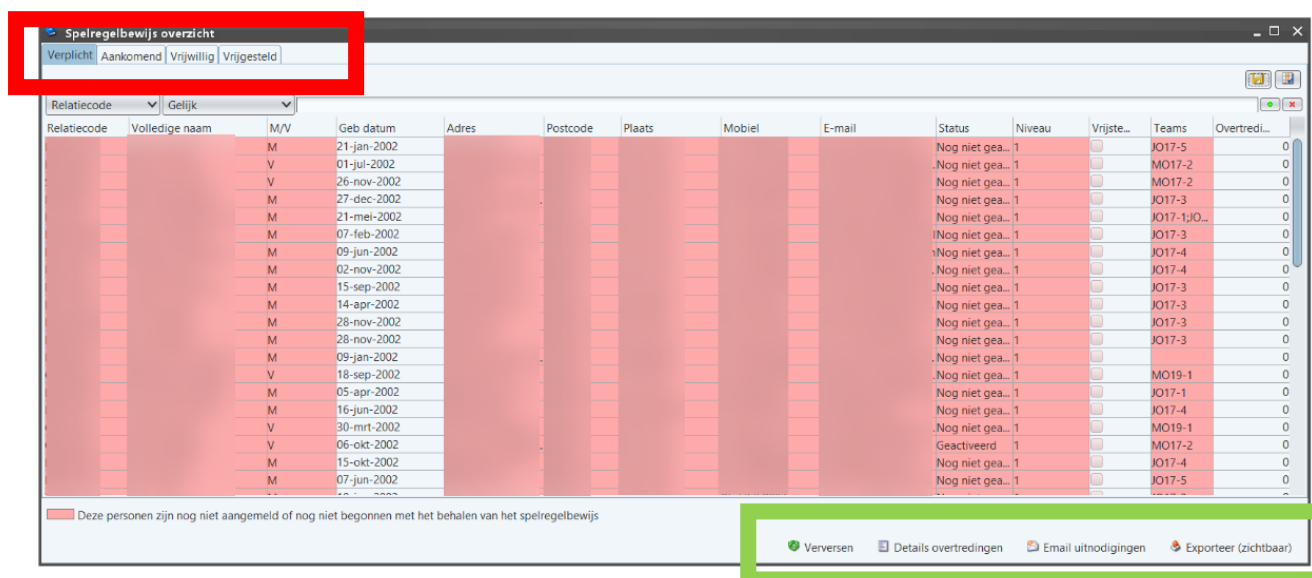 Spelregelbewijs overzicht
Verplicht Aankomend Vrijwillig Vrijgesteld
Relatiecode Gelijk
Relatiecode Volledige naam M/V Geb datum Adres Postcode Plaats Mobiel E-mail Status Niveau Vrijste... Teams Overtredi...
M 21-jan-2002 Nog niet gea... 1 JO17-5 0
V 01-jul-2002 Nog niet gea... 1 MO17-2 0
V 26-nov-2002 Nog niet gea... 1 MO17-2 0
M 27-dec-2002 Nog niet gea... 1 JO17-3 0
M 21-mei-2002 Nog niet gea... 1 JO17-1;JO... 0
M 07-feb-2002 Nog niet gea... 1 JO17-3 0
M 09-jun-2002 Nog niet gea... 1 JO17-4 0
M 02-nov-2002 Nog niet gea... 1 JO17-4 0
M 15-sep-2002 Nog niet gea... 1 JO17-3 0
M 14-apr-2002 Nog niet gea... 1 JO17-3 0
M 28-nov-2002 Nog niet gea... 1 JO17-3 0
M 28-nov-2002 Nog niet gea... 1 JO17-3 0
M 09-jan-2002 Nog niet gea... 1 0
V 18-sep-2002 Nog niet gea... 1 MO19-1 0
M 05-apr-2002 Nog niet gea... 1 JO17-1 0
M 16-jun-2002 Nog niet gea... 1 JO17-4 0
V 30-mrt-2002 Nog niet gea... 1 MO19-1 0
V 06-okt-2002 Geactiveerd 1 MO17-2 0
M 15-okt-2002 Nog niet gea... 1 JO17-4 0
M 07-jun-2002 Nog niet gea... 1 JO17-5 0
Deze personen zijn nog niet aangemeld of nog niet begonnen met het behalen van het spelregelbewijs
Verversen Details overtredingen Email uitnodigingen Exporteer (zichtbaar)